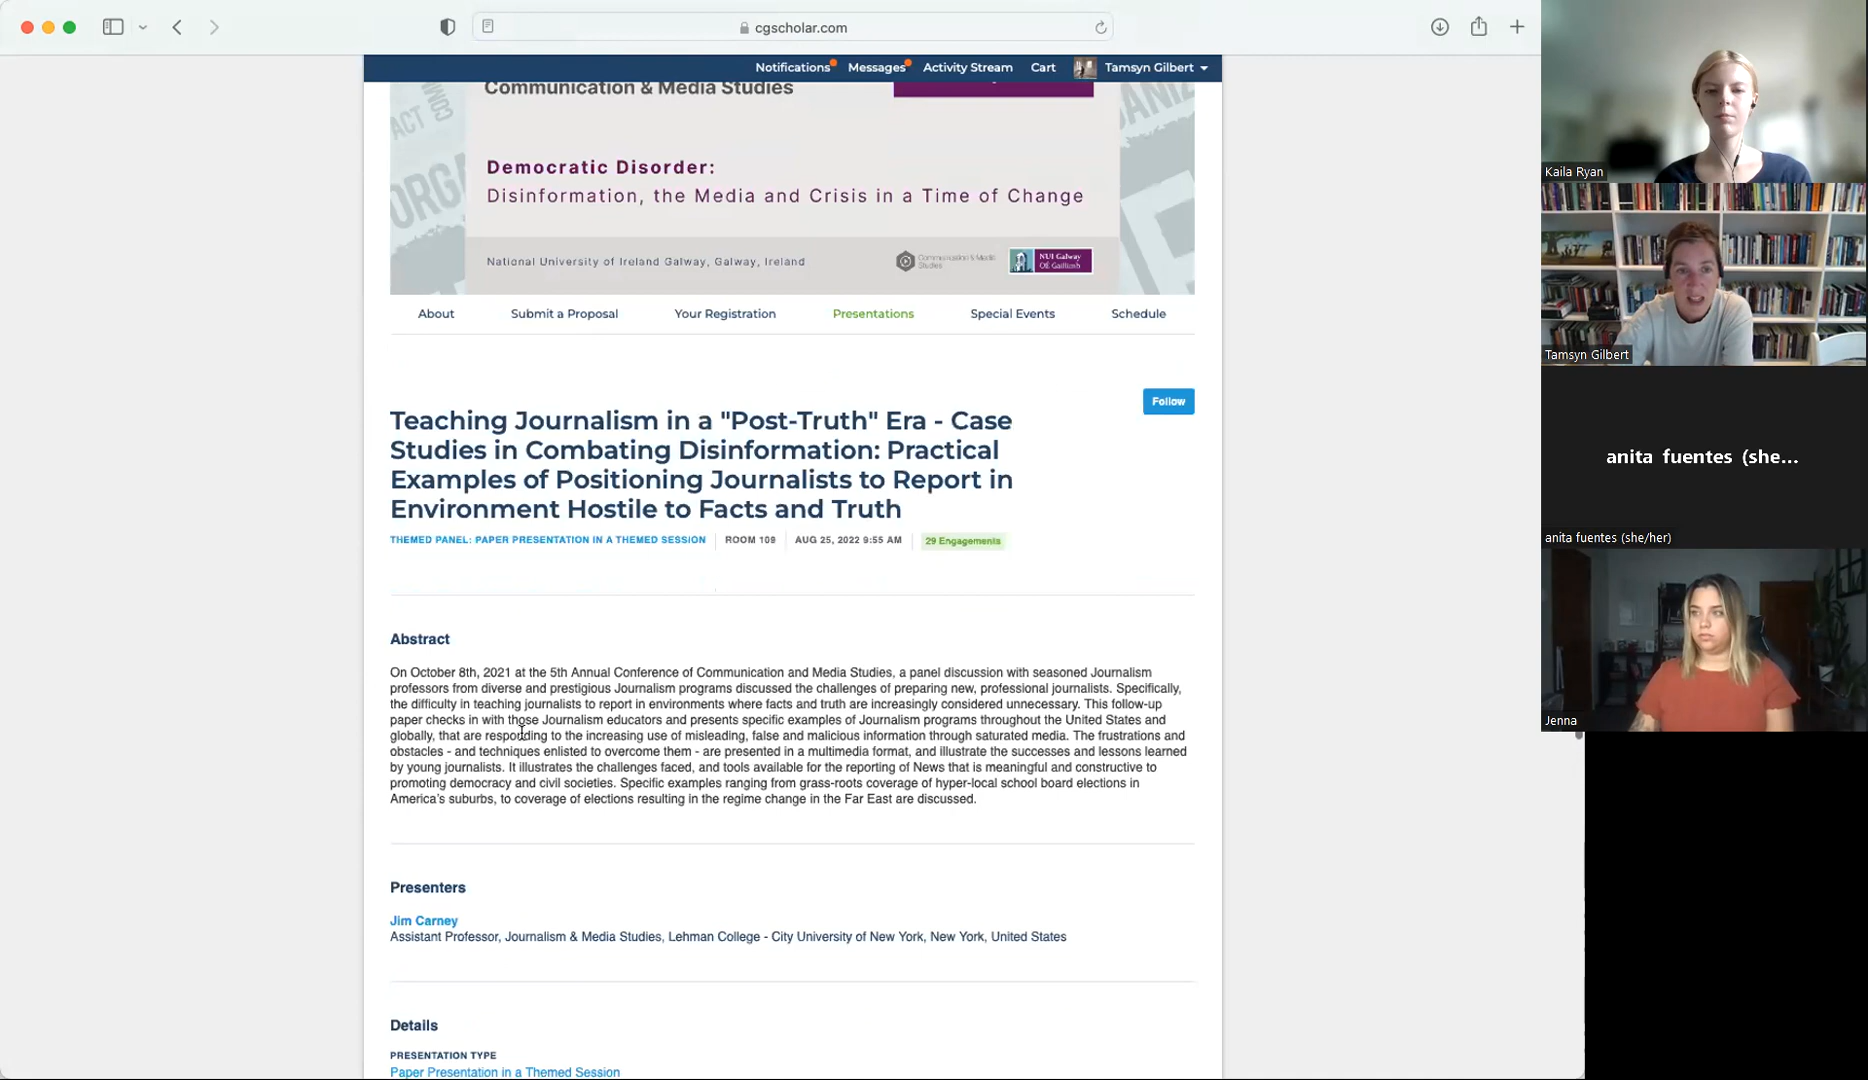 cgscholar.com
Notifications Messages Activity Stream Cart Tamsyn Gilbert
Communication & Media Studies
Democratic Disorder:
Disinformation, the Media and Crisis in a Time of Change
National University of Ireland Galway, Galway, Ireland
Communication & Media Studies
NUI Galway
OÉ Gaillimh
About Submit a Proposal Your Registration Presentations Special Events Schedule
Follow
Teaching Journalism in a "Post-Truth" Era - Case
Studies in Combating Disinformation: Practical
Examples of Positioning Journalists to Report in
Environment Hostile to Facts and Truth
THEMED PANEL: PAPER PRESENTATION IN A THEMED SESSION ROOM 109 AUG 25, 2022 9:55 AM 29 Engagements
Abstract
On October 8th, 2021 at the 5th Annual Conference of Communication and Media Studies, a panel discussion with seasoned Journalism
professors from diverse and prestigious Journalism programs discussed the challenges of preparing new, professional journalists. Specifically,
the difficulty in teaching journalists to report in environments where facts and truth are increasingly considered unnecessary. This follow-up
paper checks in with those Journalism educators and presents specific examples of Journalism programs throughout the United States and
globally, that are responding to the increasing use of misleading, false and malicious information through saturated media. The frustrations and
obstacles - and techniques enlisted to overcome them - are presented in a multimedia format, and illustrate the successes and lessons learned
by young journalists. It illustrates the challenges faced, and tools available for the reporting of News that is meaningful and constructive to
promoting democracy and civil societies. Specific examples ranging from grass-roots coverage of hyper-local school board elections in
America's suburbs, to coverage of elections resulting in the regime change in the Far East are discussed.
Presenters
Jim Carney
Assistant Professor, Journalism & Media Studies, Lehman College - City University of New York, New York, United States
Details
PRESENTATION TYPE
Paper Presentation in a Themed Session
Kaila Ryan
Tamsyn Gilbert
anita fuentes (she...
anita fuentes (she/her)
Jenna